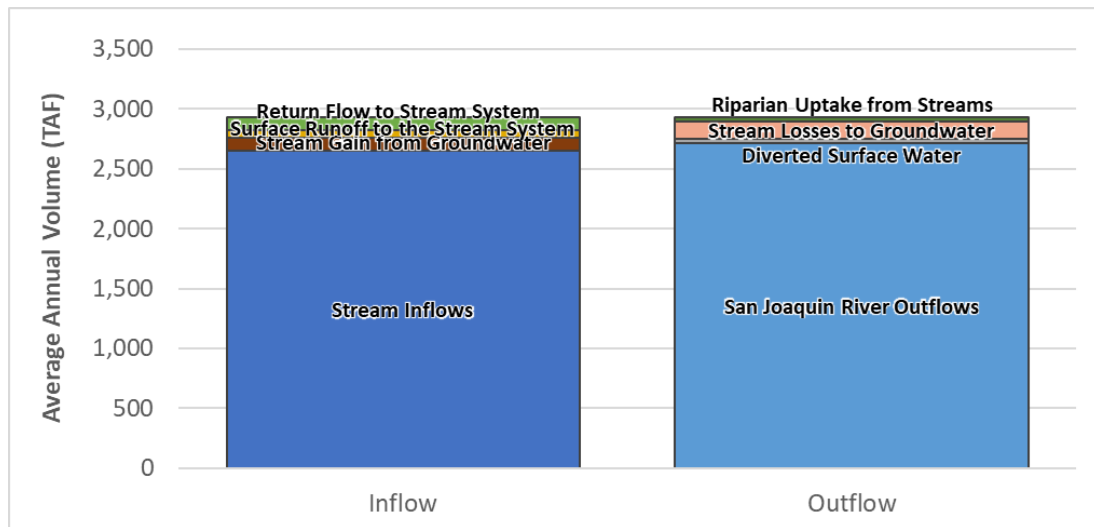 3,500
3,000
2,500
2,000
1,500
1,000
500
0
Average Annual Volume (TAF)
Return Flow to Stream System
Surface Runoff to the Stream System
Stream Gain from Groundwater
Stream Inflows
Riparian Uptake from Streams
Stream Losses to Groundwater
Diverted Surface Water
San Joaquin River Outflows
Inflow
Outflow